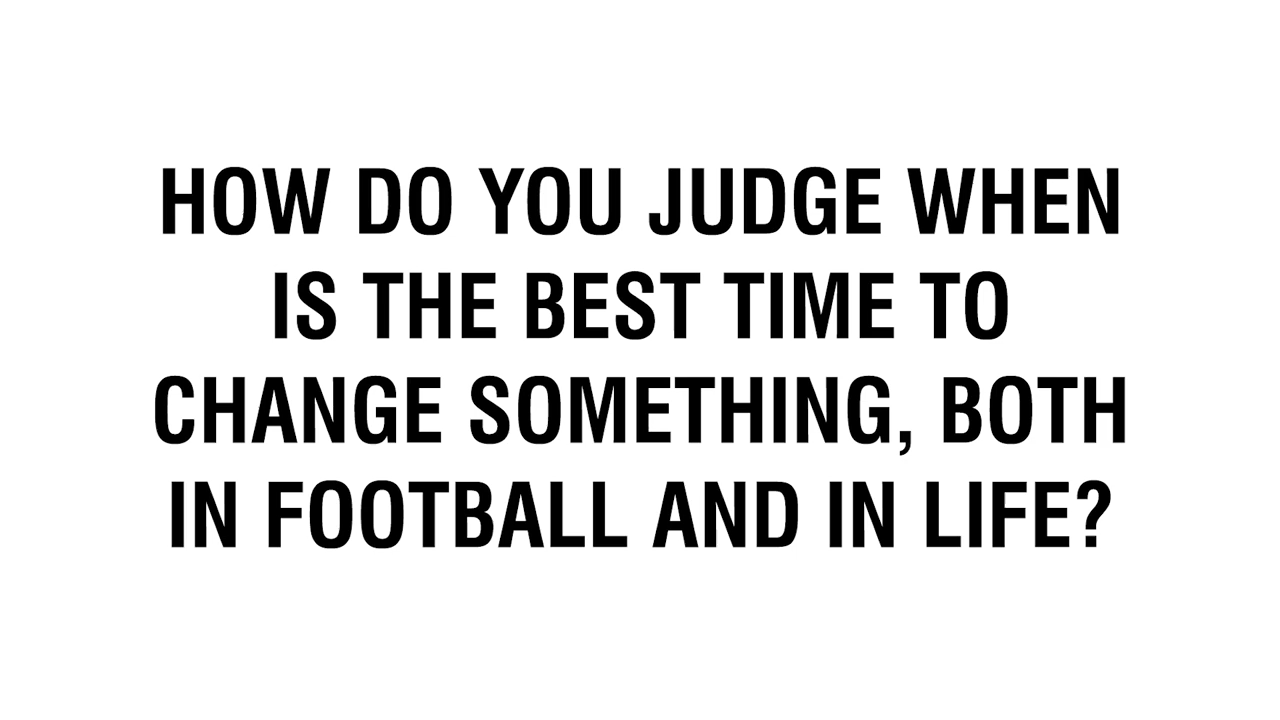 HOW DO YOU JUDGE WHEN
IS THE BEST TIME TO
CHANGE SOMETHING, BOTH
IN FOOTBALL AND IN LIFE?